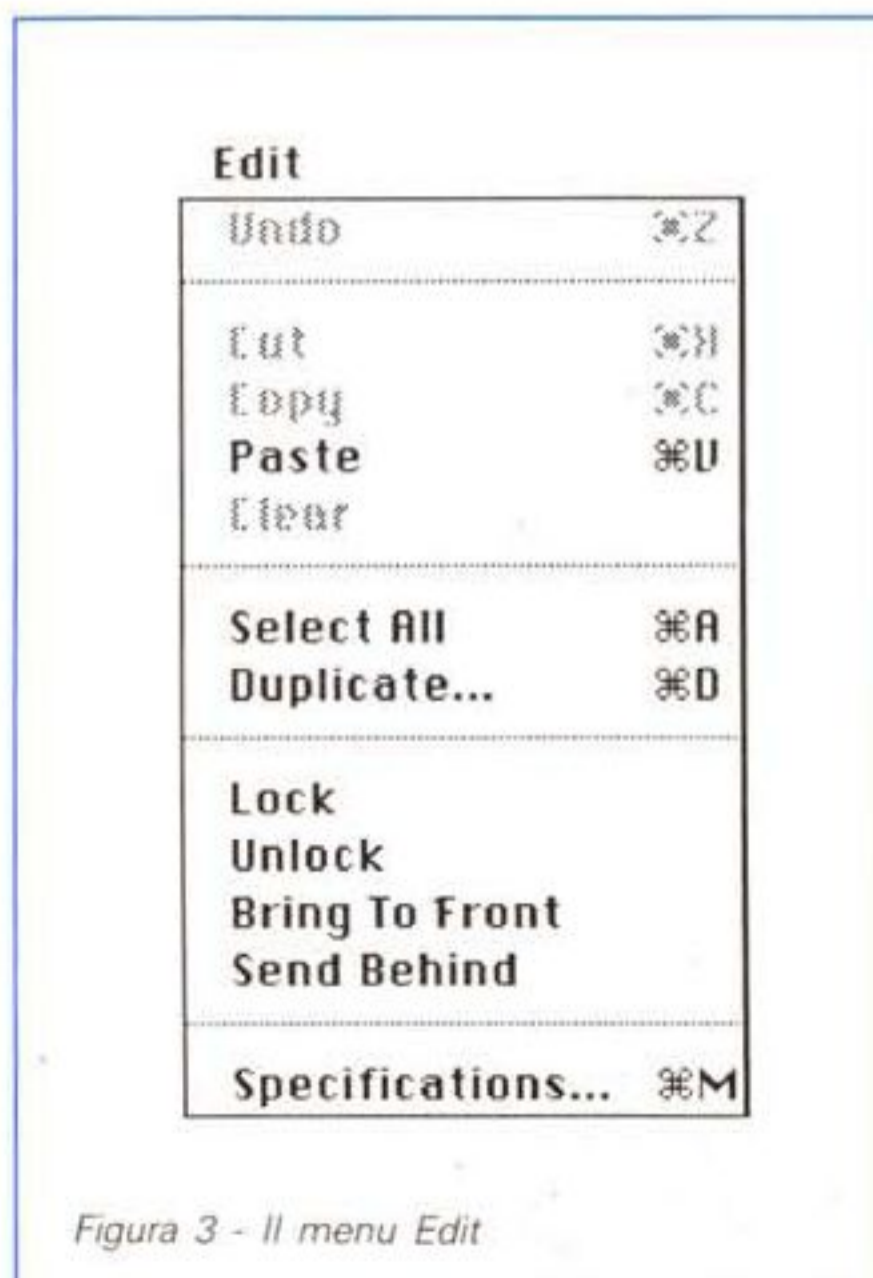 Edit
Undo ⌘Z
Cut ⌘X
Copy ⌘C
Paste ⌘V
Clear
Select All ⌘A
Duplicate... ⌘D
Lock
Unlock
Bring To Front
Send Behind
Specifications... ⌘M
Figura 3 - Il menu Edit